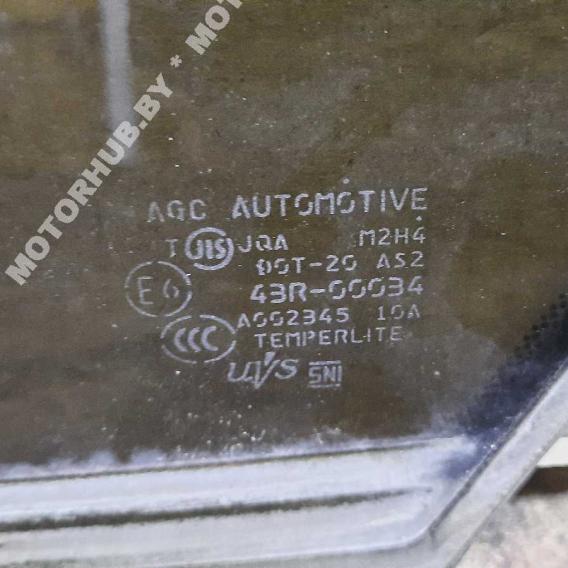 MOTORHUB.BY * MOTO
AGC AUTOMOTIVE
T JIS JQA M2H4
DOT-20 AS2
E6 43R-00034
CCC A002345 10A
TEMPERLITE
UVS SNI